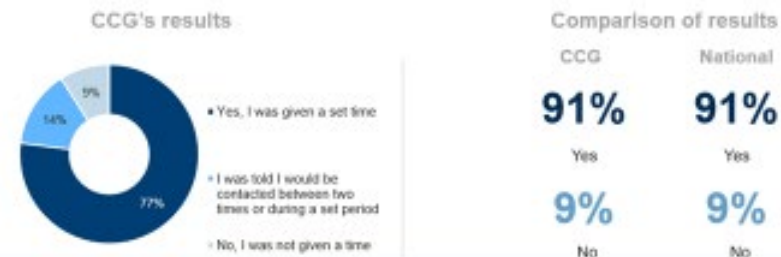 CCG's results
9%
14%
77%
Yes, I was given a set time
I was told I would be
contacted between two
times or during a set period
No, I was not given a time
Comparison of results
CCG National
91% 91%
Yes Yes
9% 9%
No No